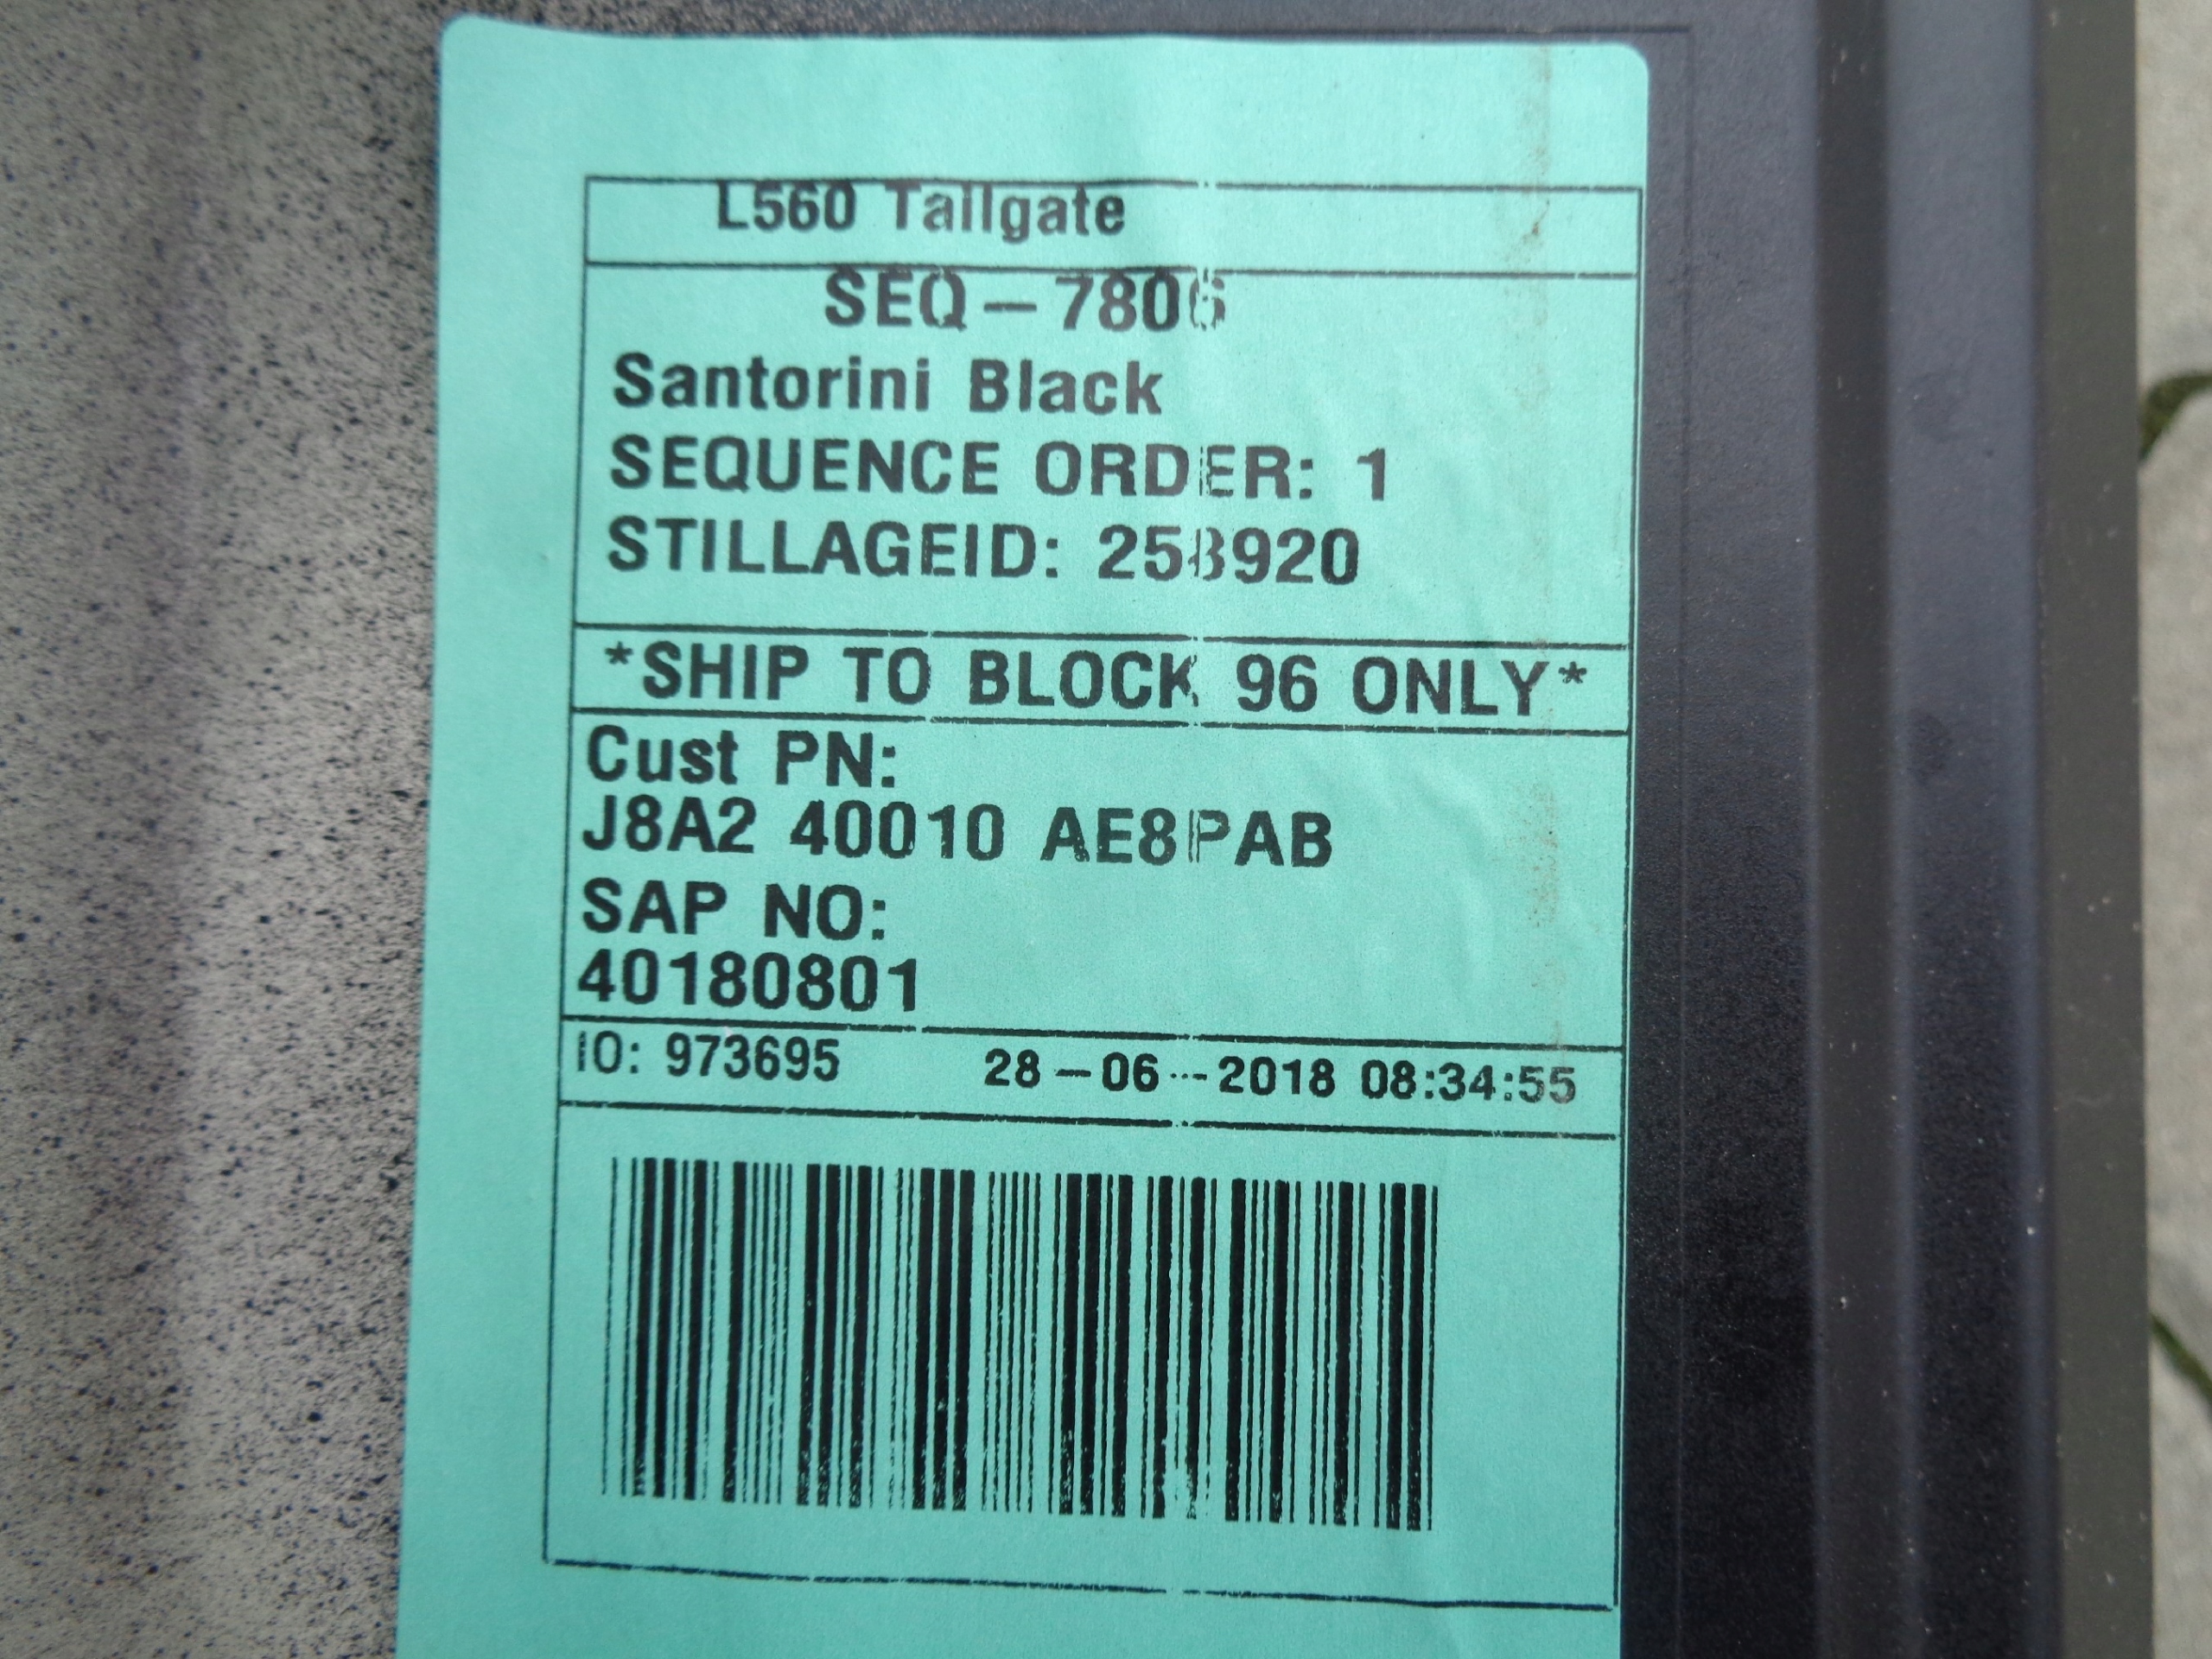 L560 Tailgate
SEQ-7806
Santorini Black
SEQUENCE ORDER: 1
STILLAGEID: 258920
*SHIP TO BLOCK 96 ONLY*
Cust PN:
J8A2 40010 AE8PAB
SAP NO:
40180801
IO: 973695 28-06-2018 08:34:55